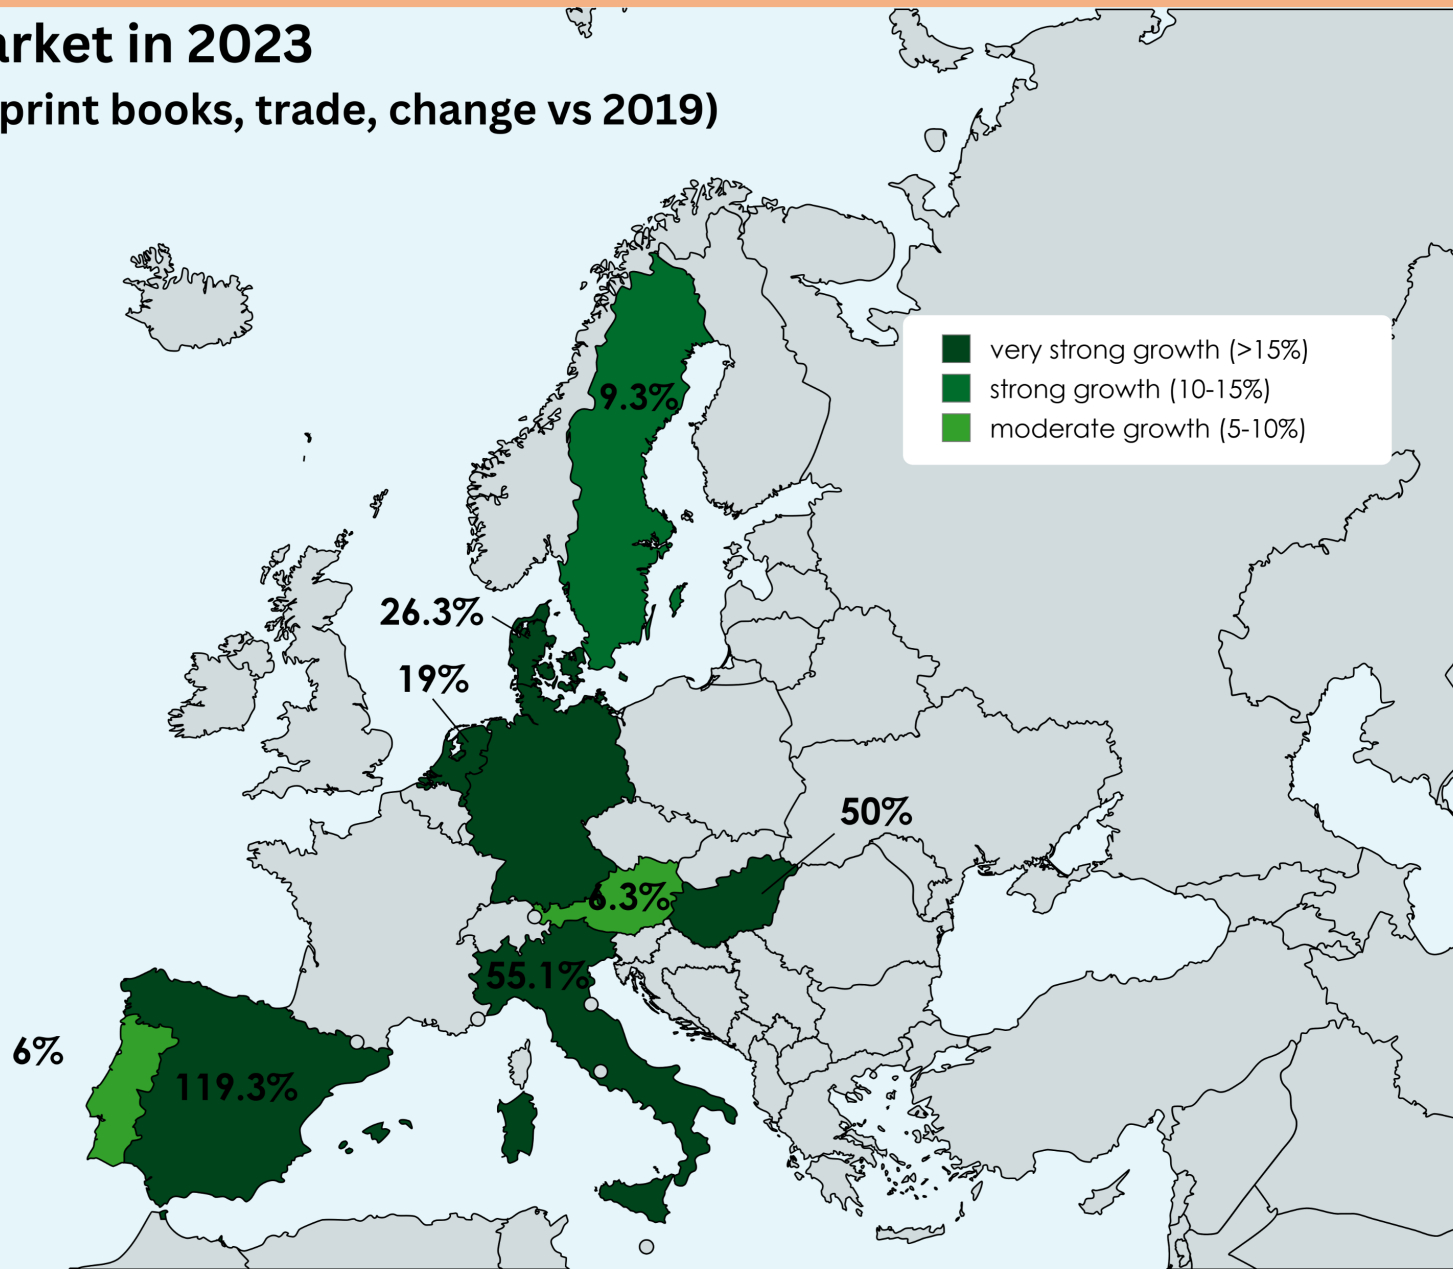 arket in 2023
print books, trade, change vs 2019)
very strong growth (>15%)
strong growth (10-15%)
moderate growth (5-10%)
9.3%
26.3%
19%
50%
6.3%
55.1%
6%
119.3%